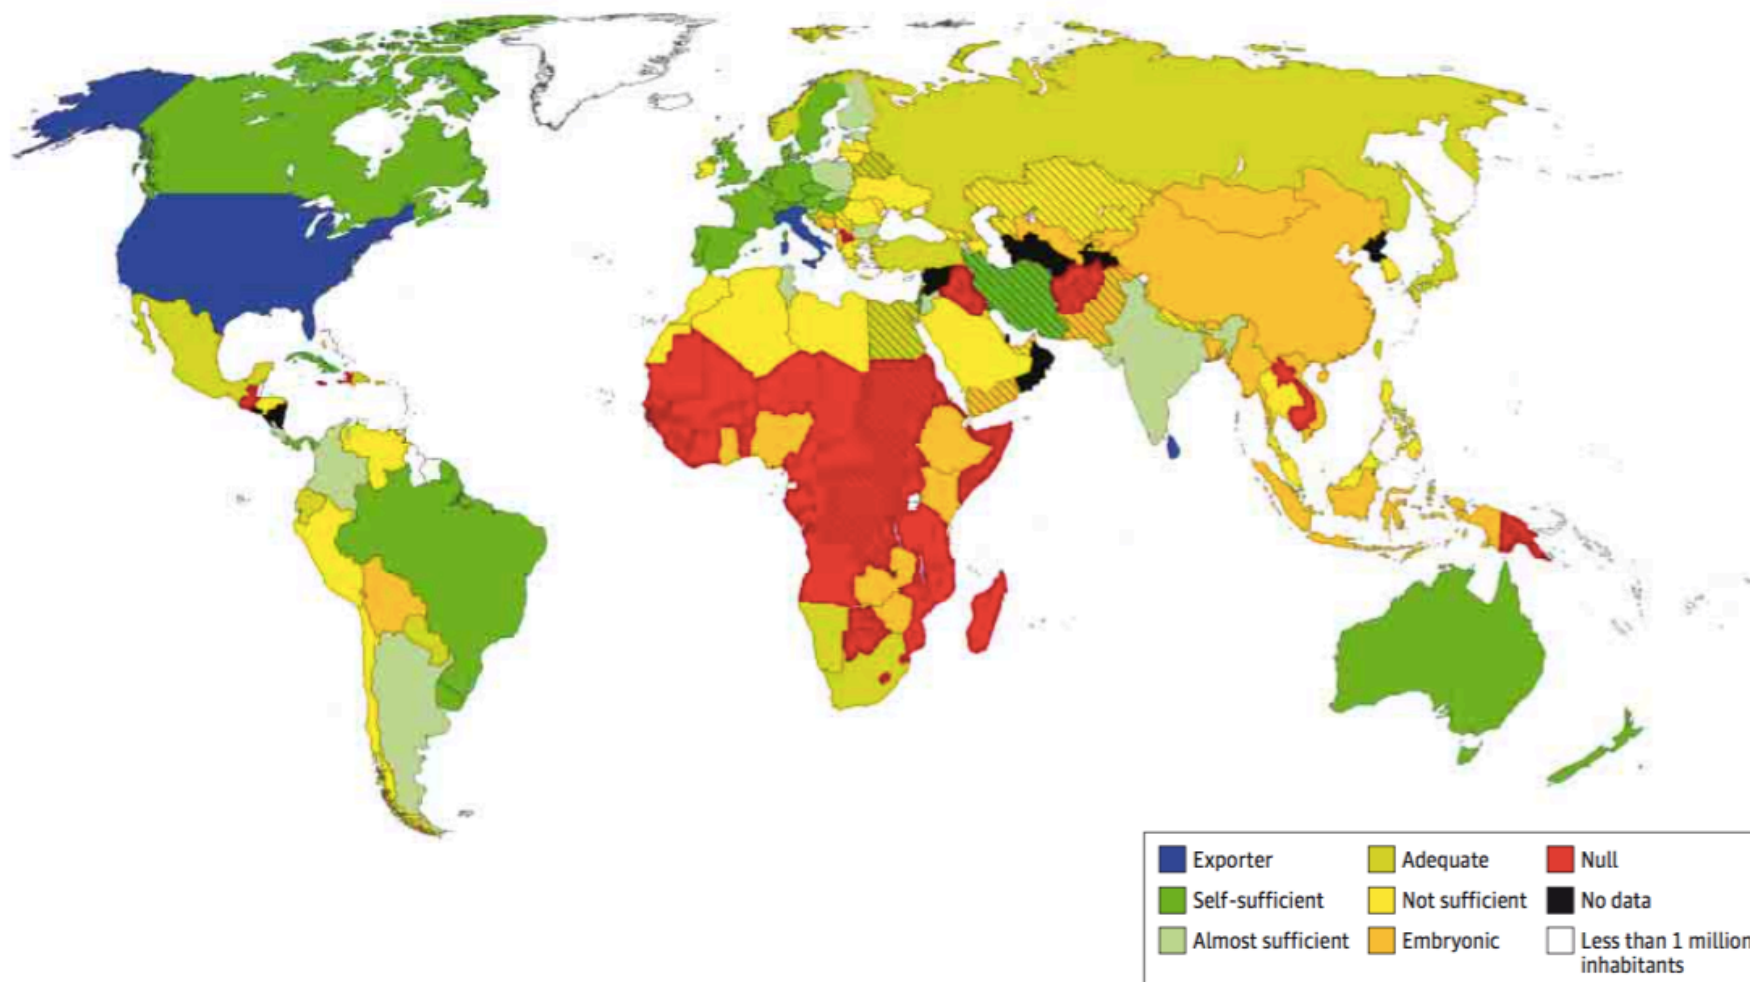 Exporter
Self-sufficient
Almost sufficient
Adequate
Not sufficient
Embryonic
Null
No data
Less than 1 million
inhabitants